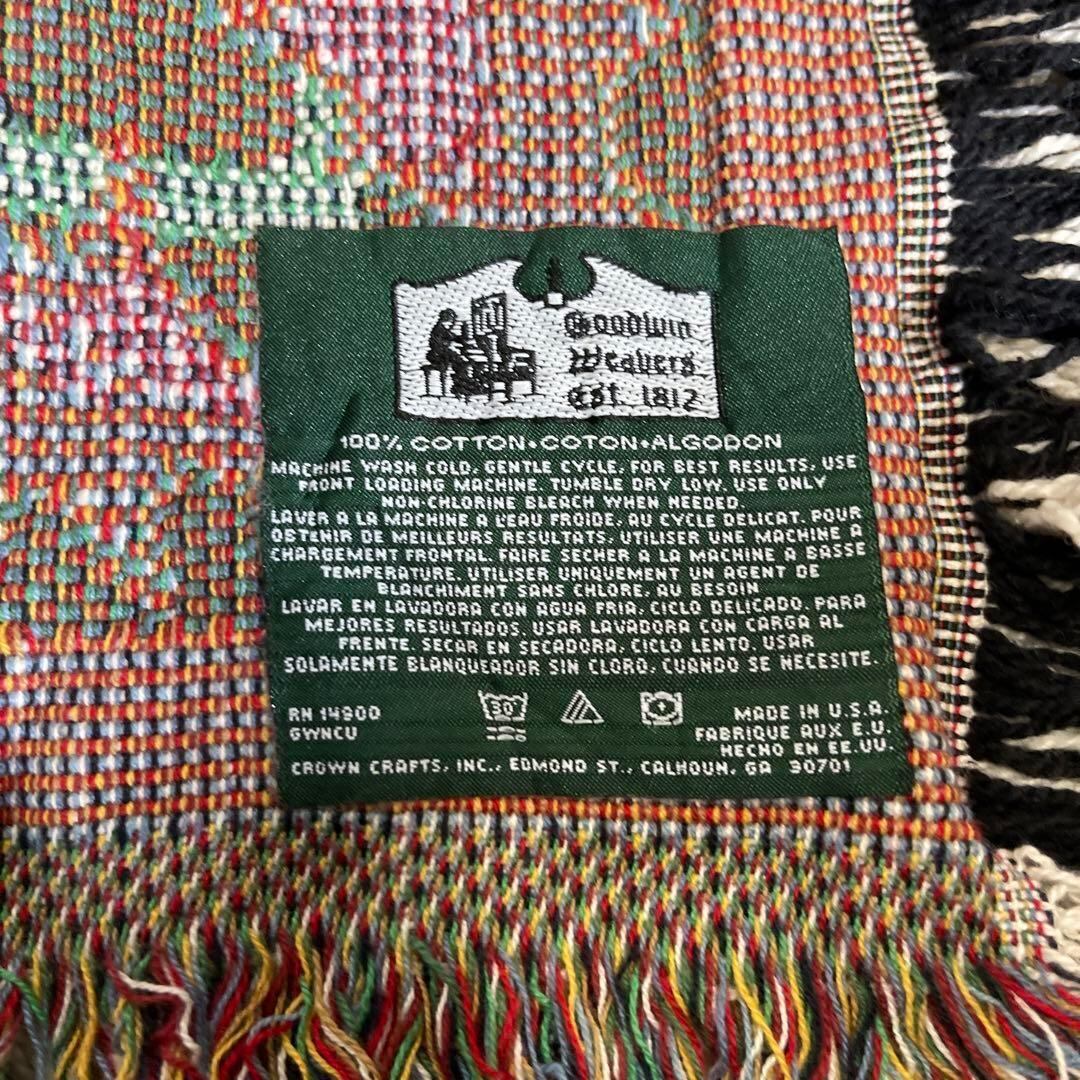 Goodwin
Weavers
Est. 1812
100% COTTON•COTON•ALGODON
MACHINE WASH COLD, GENTLE CYCLE, FOR BEST RESULTS, USE
FRONT LOADING MACHINE. TUMBLE DRY LOW. USE ONLY
NON-CHLORINE BLEACH WHEN NEEDED.
LAVER A LA MACHINE A L'EAU FROIDE, AU CYCLE DELICAT. POUR
OBTENIR DE MEILLEURS RESULTATS, UTILISER UNE MACHINE A
CHARGEMENT FRONTAL. FAIRE SECHER A LA MACHINE A BASSE
TEMPERATURE. UTILISER UNIQUEMENT UN AGENT DE
BLANCHIMENT SANS CHLORE, AU BESOIN
LAVAR EN LAVADORA CON AGUA FRIA, CICLO DELICADO. PARA
MEJORES RESULTADOS, USAR LAVADORA CON CARGA AL
FRENTE. SECAR EN SECADORA, CICLO LENTO. USAR
SOLAMENTE BLANQUEADOR SIN CLORO, CUANDO SE NECESITE.
30°
RN 14900
GWNCU
MADE IN U.S.A.
FABRIQUE AUX E.U.
HECHO EN EE.UU.
CROWN CRAFTS, INC., EDMOND ST., CALHOUN, GA 30701